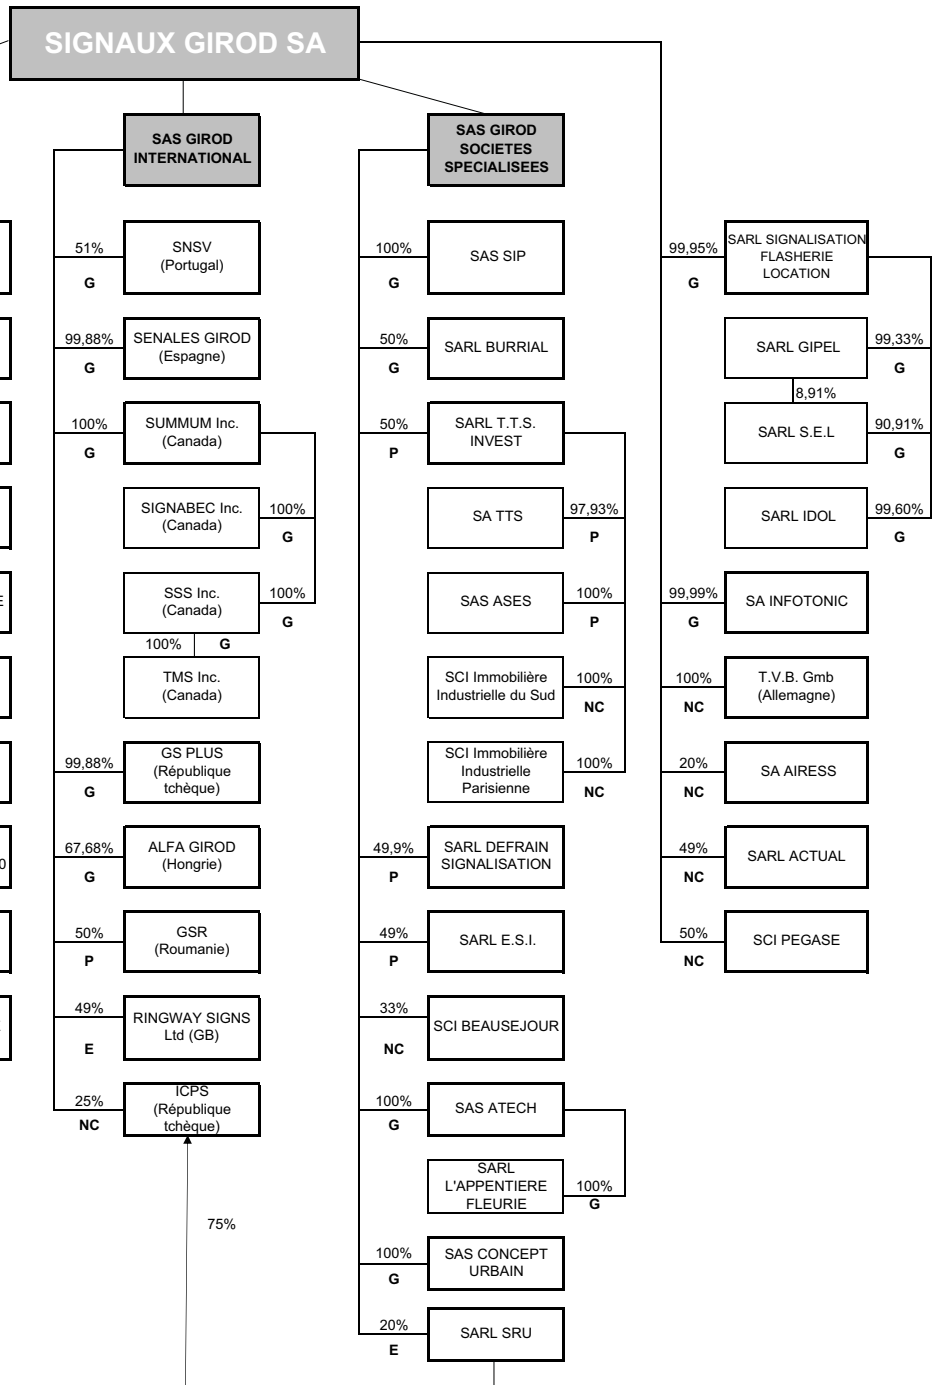 SIGNAUX GIROD SA
SAS GIROD
INTERNATIONAL
51%
G
SNSV
(Portugal)
99,88%
G
SENALES GIROD
(Espagne)
100%
G
SUMMUM Inc.
(Canada)
SIGNABEC Inc.
(Canada)
100%
G
SSS Inc.
(Canada)
100%
G
100%
G
TMS Inc.
(Canada)
99,88%
G
GS PLUS
(République
tchèque)
67,68%
G
ALFA GIROD
(Hongrie)
50%
P
GSR
(Roumanie)
49%
E
RINGWAY SIGNS
Ltd (GB)
25%
NC
ICPS
(République
tchèque)
75%
SAS GIROD
SOCIETES
SPECIALISEES
100%
G
SAS SIP
50%
G
SARL BURRIAL
50%
P
SARL T.T.S.
INVEST
SA TTS
97,93%
P
SAS ASES
100%
P
SCI Immobilière
Industrielle du Sud
100%
NC
SCI Immobilière
Industrielle
Parisienne
100%
NC
49,9%
P
SARL DEFRAIN
SIGNALISATION
49%
P
SARL E.S.I.
33%
NC
SCI BEAUSEJOUR
100%
G
SAS ATECH
SARL
L'APPENTIERE
FLEURIE
100%
G
100%
G
SAS CONCEPT
URBAIN
20%
E
SARL SRU
99,95%
G
SARL SIGNALISATION
FLASHERIE
LOCATION
SARL GIPEL
99,33%
G
8,91%
SARL S.E.L
90,91%
G
SARL IDOL
99,60%
G
99,99%
G
SA INFOTONIC
100%
NC
T.V.B. Gmb
(Allemagne)
20%
NC
SA AIRESS
49%
NC
SARL ACTUAL
50%
NC
SCI PEGASE